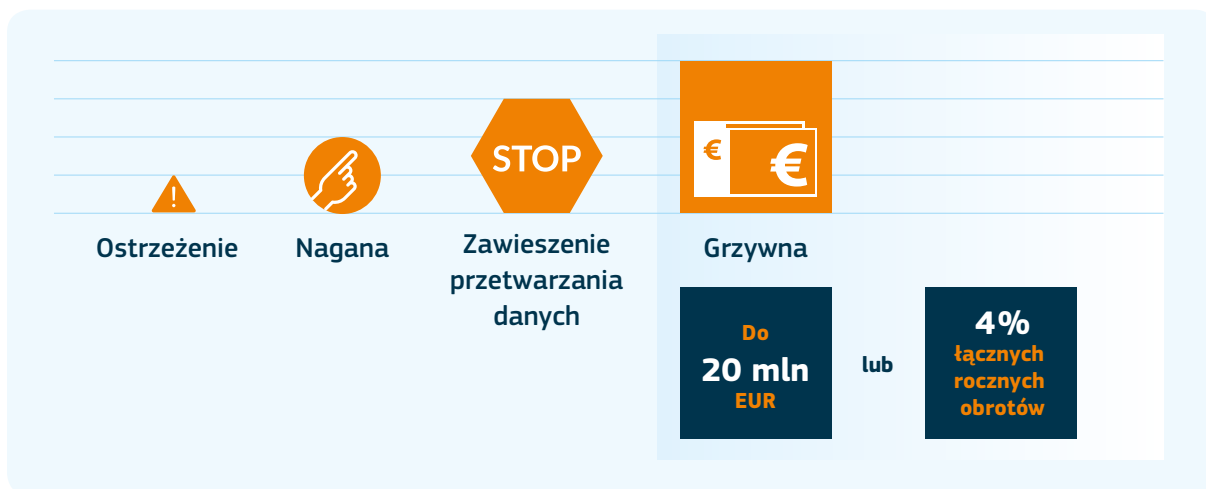 !
STOP
€
€
Ostrzeżenie
Nagana
Zawieszenie
przetwarzania
danych
Grzywna
Do
20 mln
EUR
lub
4%
łącznych
rocznych
obrotów